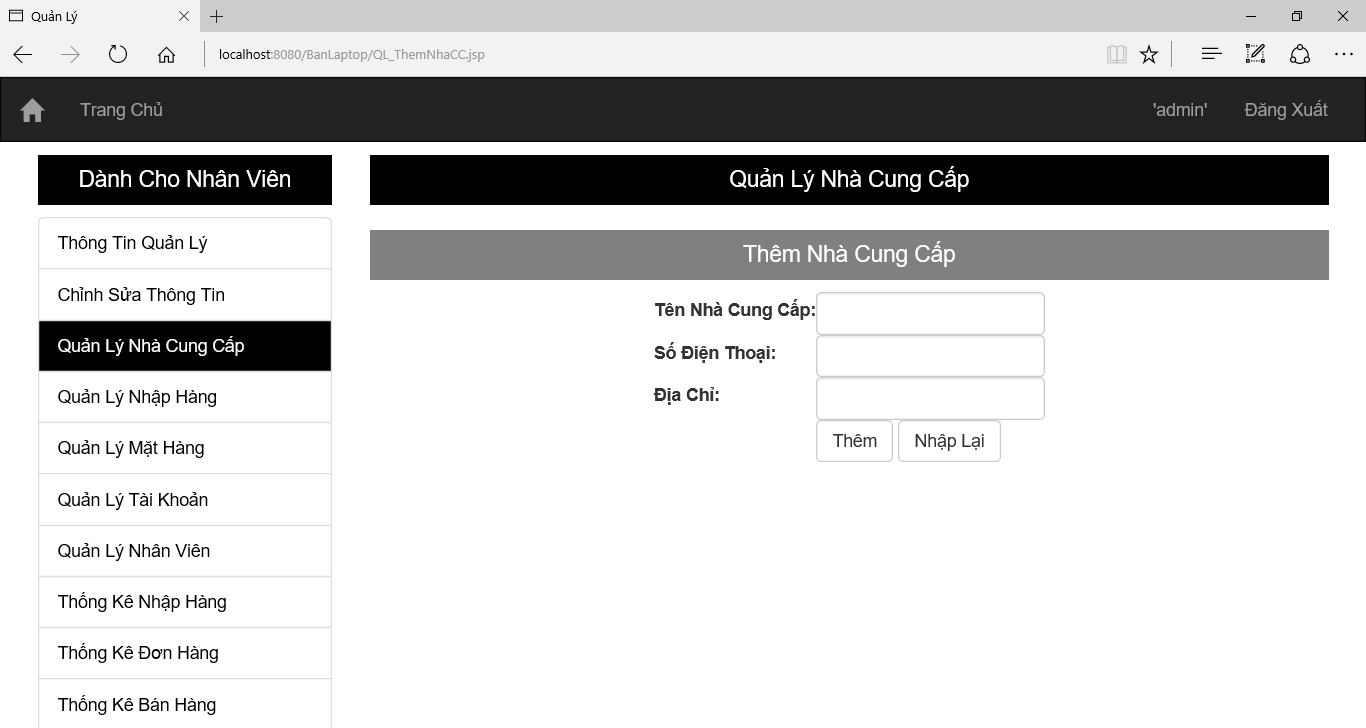 Quản Lý
localhost:8080/BanLaptop/QL_ThemNhaCC.jsp
Trang Chủ
'admin'
Đăng Xuất
Dành Cho Nhân Viên
Thông Tin Quản Lý
Chỉnh Sửa Thông Tin
Quản Lý Nhà Cung Cấp
Quản Lý Nhập Hàng
Quản Lý Mặt Hàng
Quản Lý Tài Khoản
Quản Lý Nhân Viên
Thống Kê Nhập Hàng
Thống Kê Đơn Hàng
Thống Kê Bán Hàng
Quản Lý Nhà Cung Cấp
Thêm Nhà Cung Cấp
Tên Nhà Cung Cấp:
Số Điện Thoại:
Địa Chỉ:
Thêm
Nhập Lại